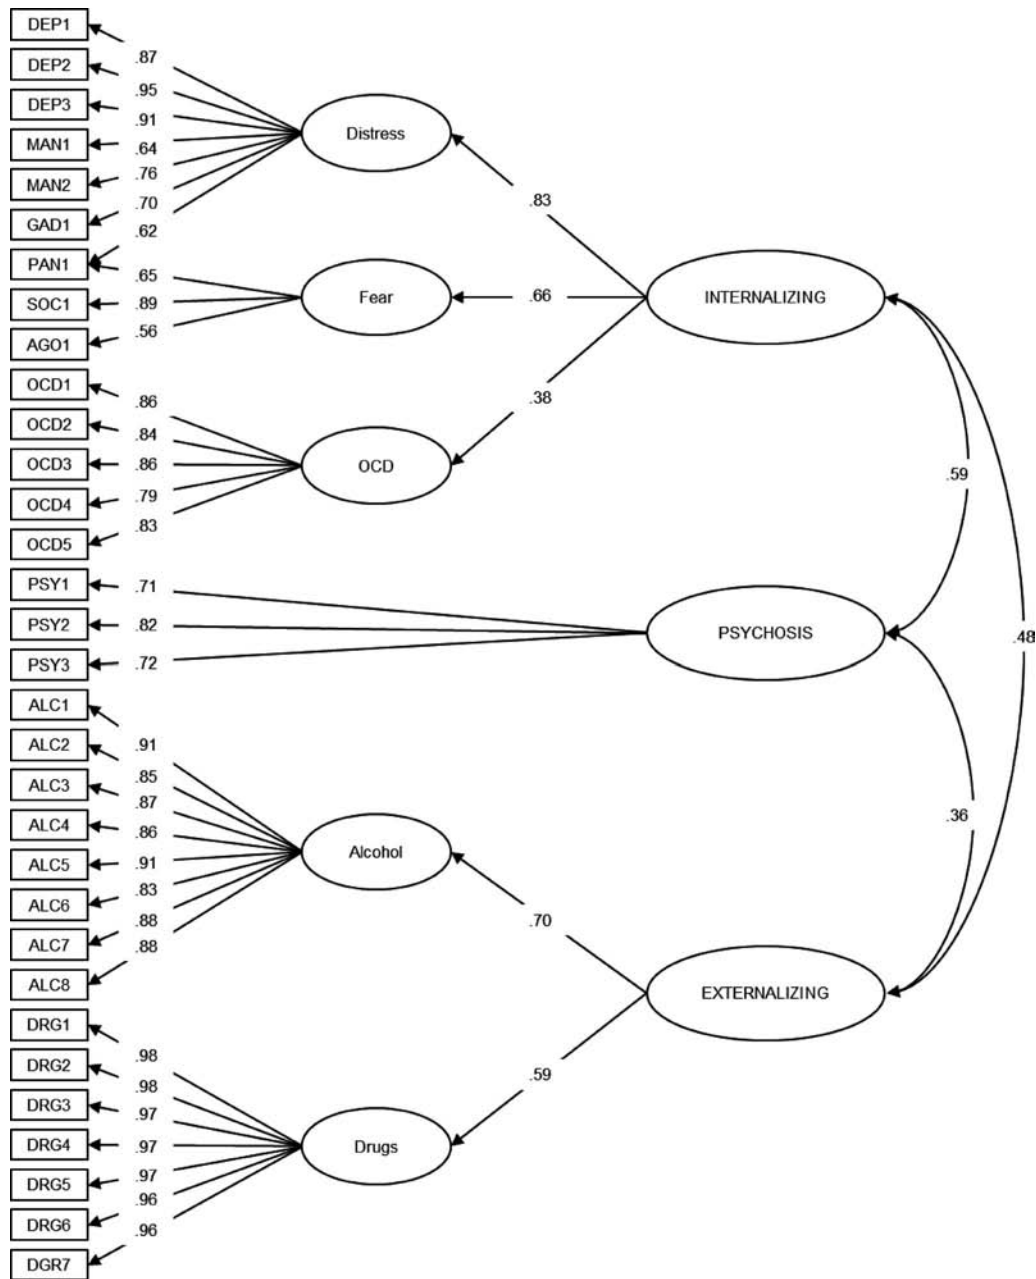 DEP1
DEP2
DEP3
MAN1
MAN2
GAD1
PAN1
SOC1
AGO1
OCD1
OCD2
OCD3
OCD4
OCD5
PSY1
PSY2
PSY3
ALC1
ALC2
ALC3
ALC4
ALC5
ALC6
ALC7
ALC8
DRG1
DRG2
DRG3
DRG4
DRG5
DRG6
DGR7
.87
.95
.91
.64
.76
.70
.62
.65
.89
.56
.86
.84
.86
.79
.83
.71
.82
.72
.91
.85
.87
.86
.91
.83
.88
.88
.98
.98
.97
.97
.97
.96
.96
Distress
Fear
OCD
Alcohol
Drugs
.83
.66
.38
.70
.59
INTERNALIZING
PSYCHOSIS
EXTERNALIZING
.59
.48
.36